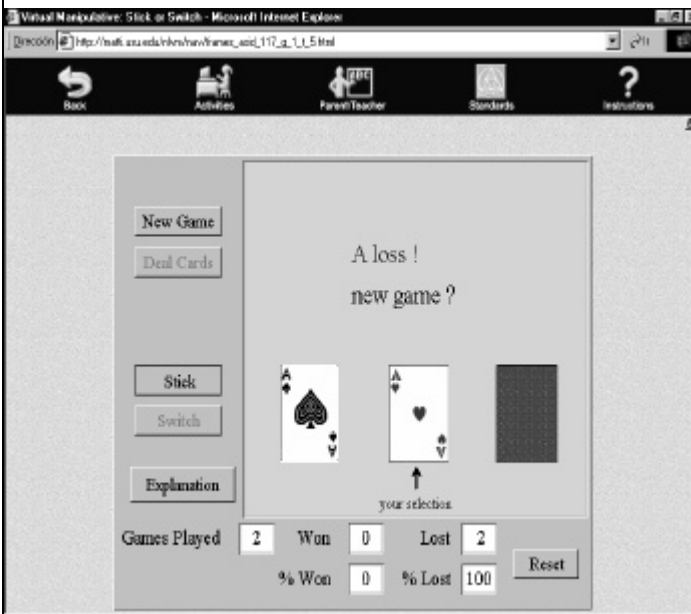 Virtual Manipulative: Stick or Switch - Microsoft Internet Explorer
Dirección
Back
Activities
Parent/Teacher
Standards
Instructions
New Game
Deal Cards
A loss !
new game ?
Stick
Switch
A
A
A
A
Explanation
your selection
Games Played 2 Won 0 Lost 2
% Won 0 % Lost 100
Reset